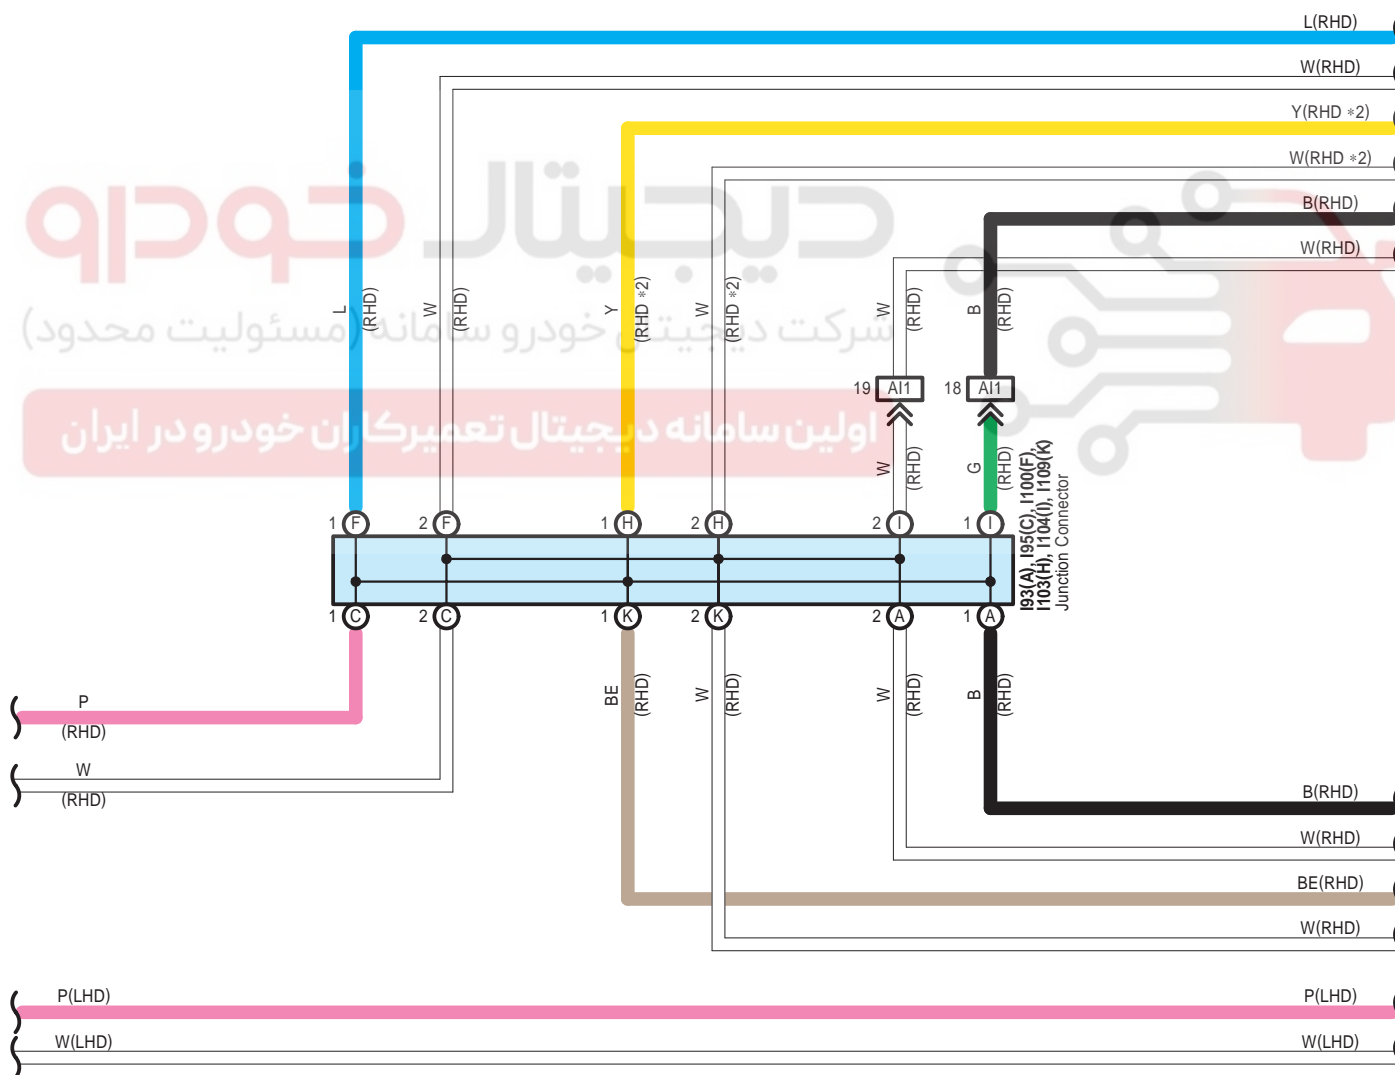 L(RHD)
W(RHD)
Y(RHD *2)
W(RHD *2)
B(RHD)
W(RHD)
دیجیتال خودرو
شرکت دیجیتال خودرو سامانه (مسئولیت محدود)
اولین سامانه دیجیتال تعمیرکاران خودرو در ایران
L (RHD)
W (RHD)
Y (RHD *2)
W (RHD *2)
W (RHD)
B (RHD)
19 AI1
18 AI1
W (RHD)
G (RHD)
1 F
2 F
1 H
2 H
2 I
1 I
I93(A), I95(C), I100(F),
I103(H), I104(I), I109(K)
Junction Connector
1 C
2 C
1 K
2 K
2 A
1 A
BE (RHD)
W (RHD)
W (RHD)
B (RHD)
P
(RHD)
W
(RHD)
B(RHD)
W(RHD)
BE(RHD)
W(RHD)
P(LHD)
P(LHD)
W(LHD)
W(LHD)